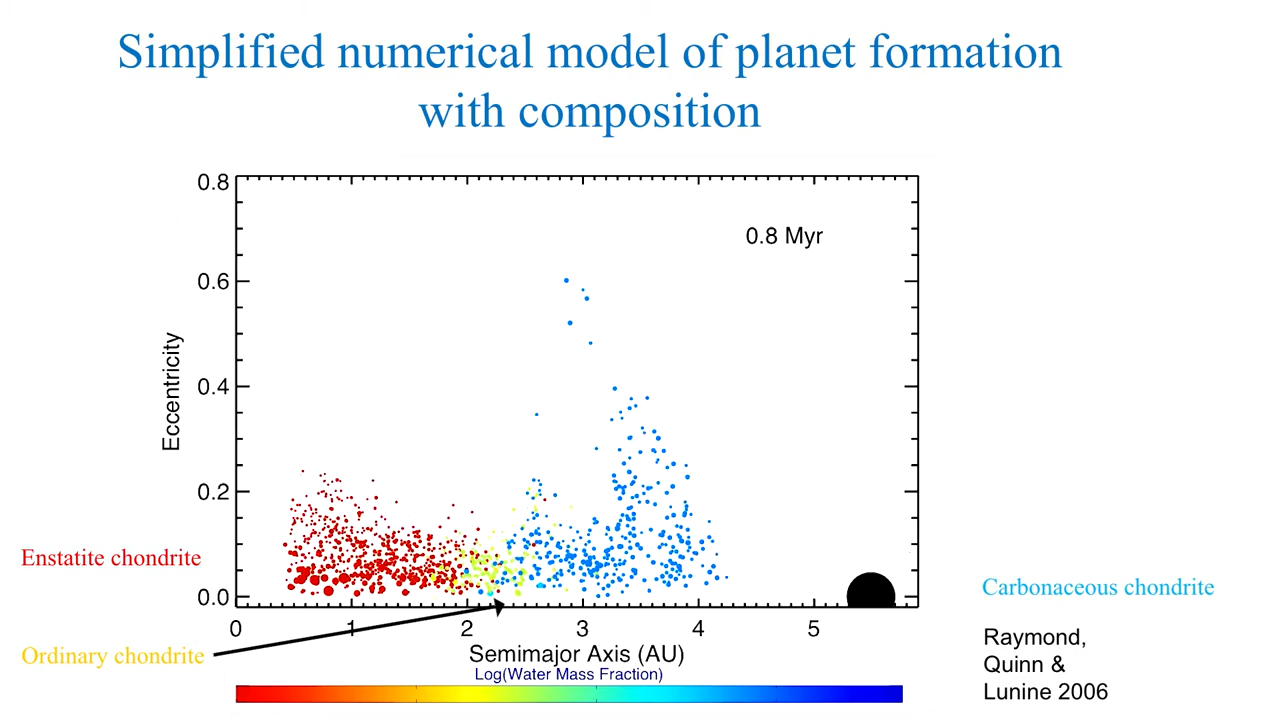 Simplified numerical model of planet formation
with composition
0.8
0.8 Myr
0.6
Eccentricity
0.4
0.2
0.0
Enstatite chondrite
Carbonaceous chondrite
0 1 2 3 4 5
Semimajor Axis (AU)
Ordinary chondrite
Log(Water Mass Fraction)
Raymond,
Quinn &
Lunine 2006